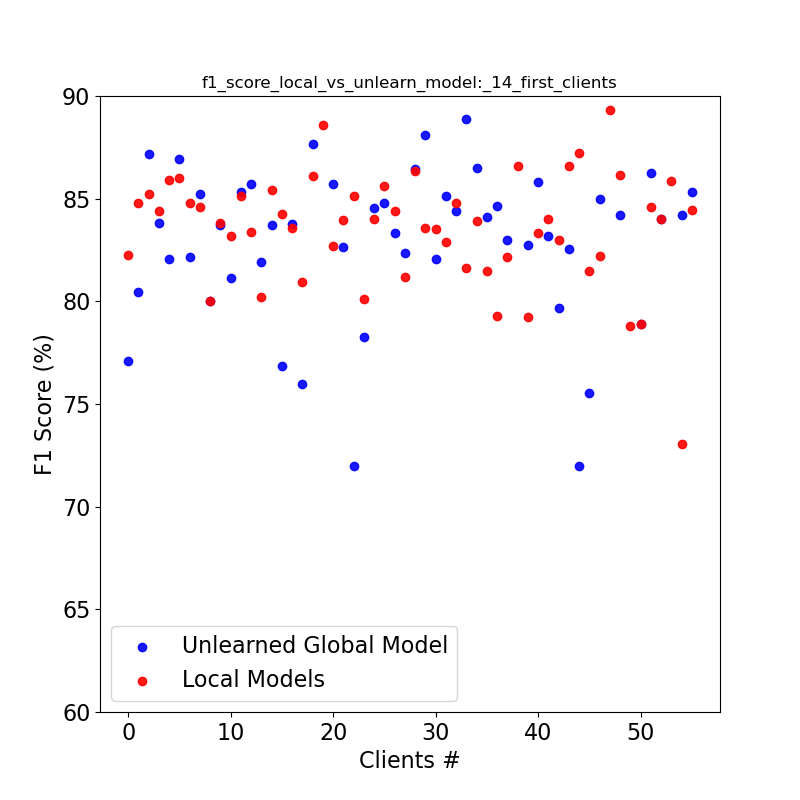 f1_score_local_vs_unlearn_model:_14_first_clients
90
85
80
75
70
65
60
F1 Score (%)
Unlearned Global Model
Local Models
0 10 20 30 40 50
Clients #